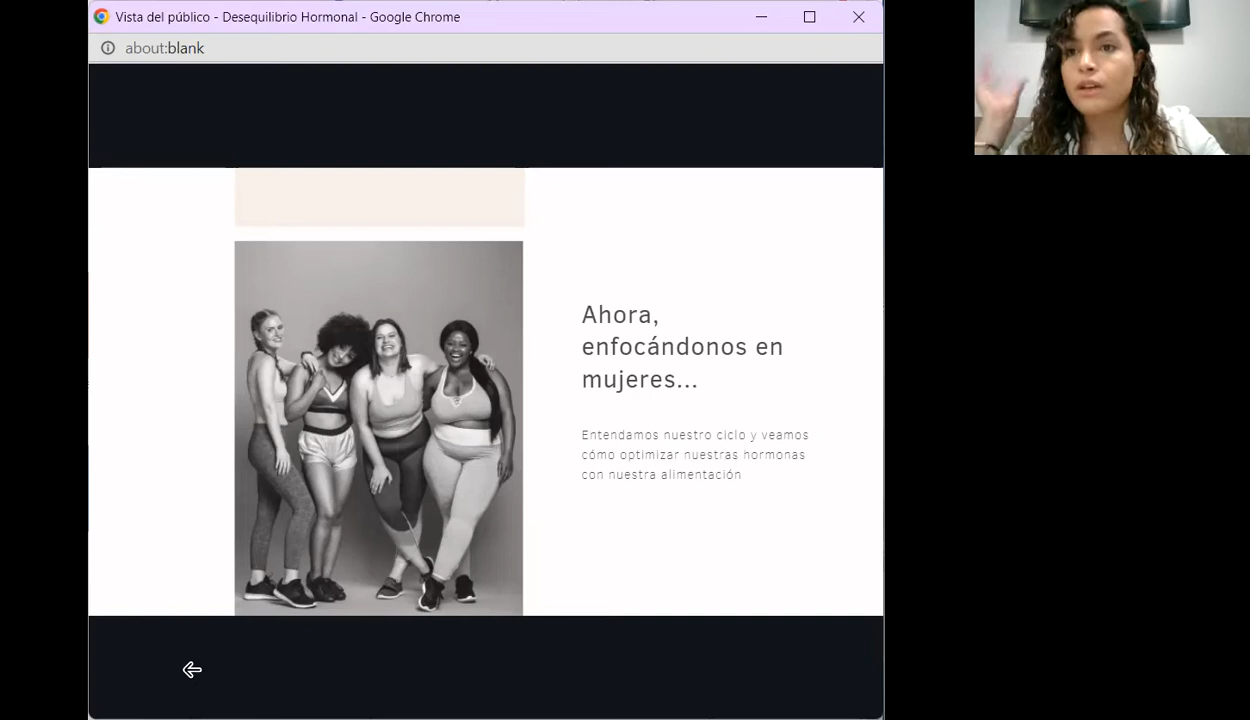 Vista del público - Desequilibrio Hormonal - Google Chrome
about:blank
Ahora,
enfocándonos en
mujeres...
Entendamos nuestro ciclo y veamos
cómo optimizar nuestras hormonas
con nuestra alimentación